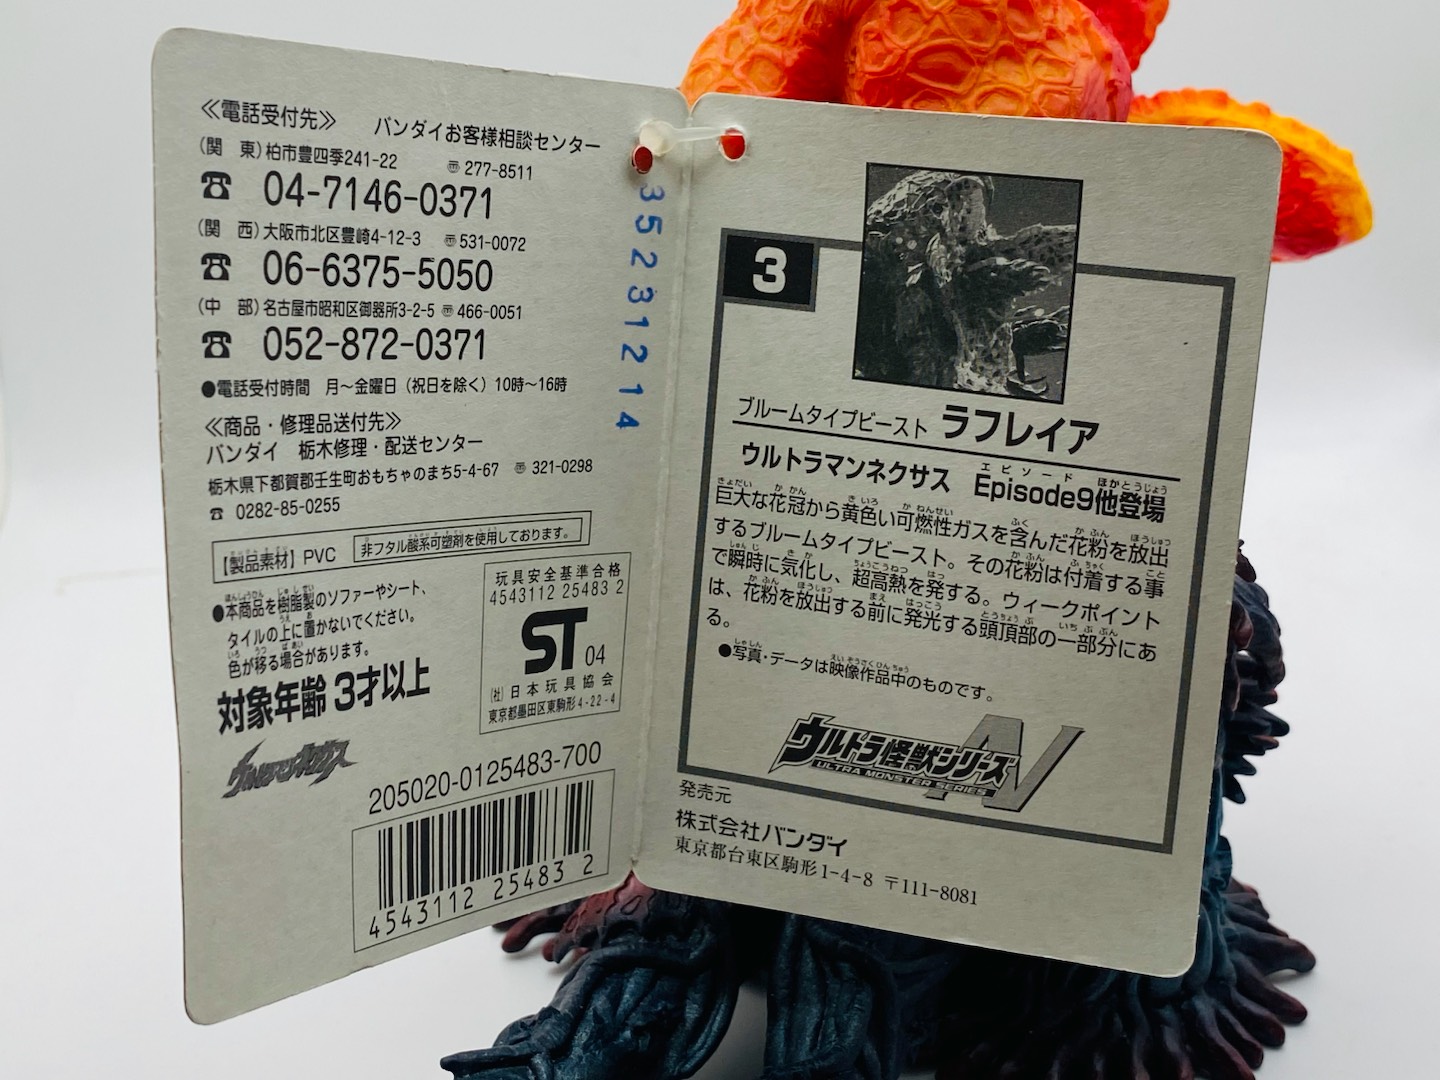 ≪電話受付先≫ バンダイお客様相談センター
(関 東) 柏市豊四季241-22 〠277-8511
☎ 04-7146-0371
(関 西) 大阪市北区豊崎4-12-3 〠531-0072
☎ 06-6375-5050
(中 部) 名古屋市昭和区御器所3-2-5 〠466-0051
☎ 052-872-0371
●電話受付時間 月〜金曜日(祝日を除く)10時〜16時
≪商品・修理品送付先≫
バンダイ 栃木修理・配送センター
栃木県下都賀郡壬生町おもちゃのまち5-4-67 〠321-0298
☎ 0282-85-0255
【製品素材】PVC 非フタル酸系可塑剤を使用しております。
●本商品を樹脂製のソファーやシート、
タイルの上に置かないでください。
色が移る場合があります。
対象年齢 3才以上
玩具安全基準合格
4543112 25483 2
ST 04
(社)日本玩具協会
東京都墨田区東駒形4-22-4
ウルトラマンネクサス
205020-0125483-700
4543112 25483 2
35231214
3
ブルームタイプビースト ラフレイア
ウルトラマンネクサス Episode9他登場
巨大な花冠から黄色い可燃性ガスを含んだ花粉を放出
するブルームタイプビースト。その花粉は付着する事
で瞬時に気化し、超高熱を発する。ウィークポイント
は、花粉を放出する前に発光する頭頂部の一部分にあ
る。
●写真・データは映像作品中のものです。
ウルトラ怪獣シリーズ N
ULTRA MONSTER SERIES
発売元
株式会社バンダイ
東京都台東区駒形1-4-8 〒111-8081